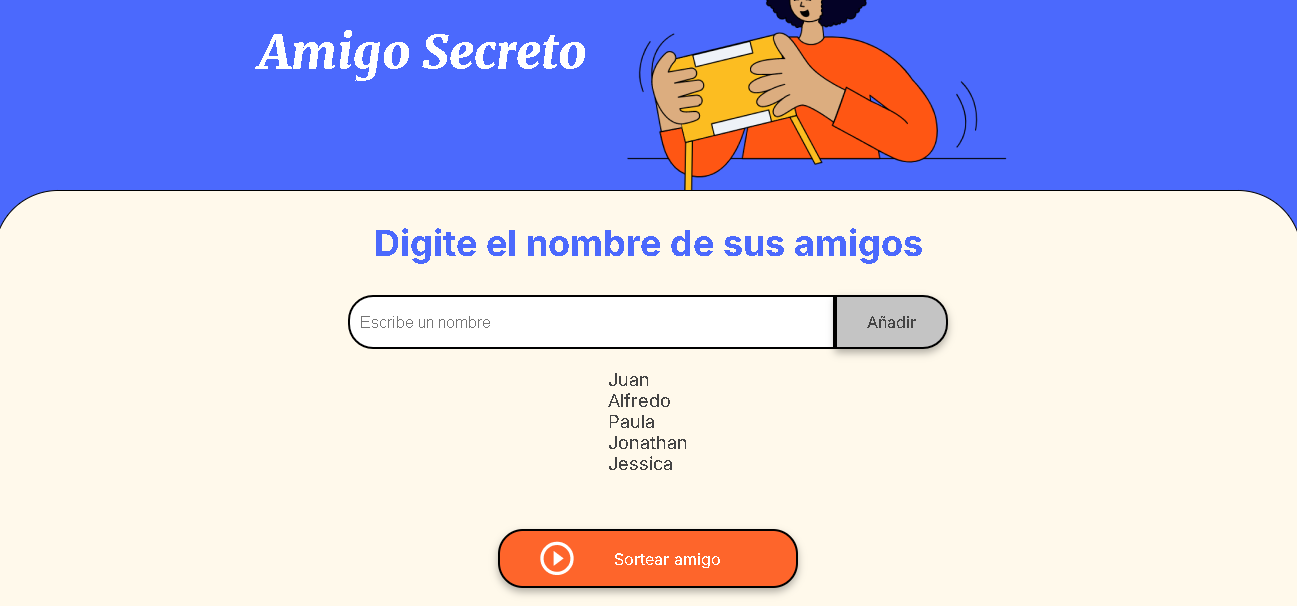 Amigo Secreto
Digite el nombre de sus amigos
Escribe un nombre
Añadir
Juan
Alfredo
Paula
Jonathan
Jessica
Sortear amigo